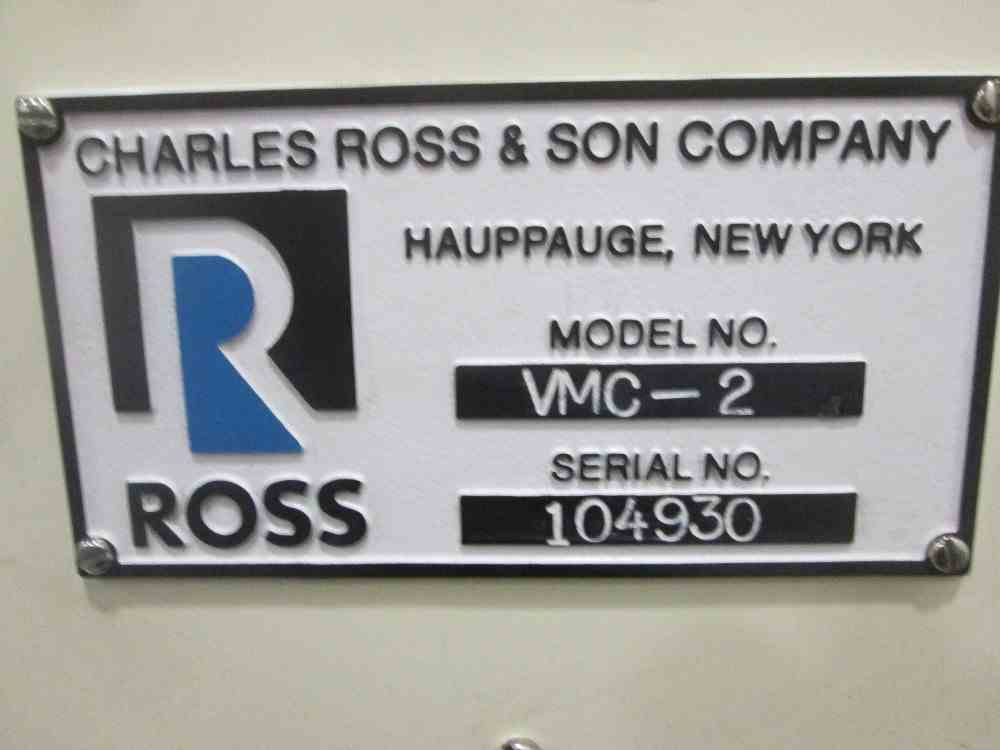 CHARLES ROSS & SON COMPANY
HAUPPAUGE, NEW YORK
MODEL NO.
VMC-2
SERIAL NO.
104930
R
ROSS